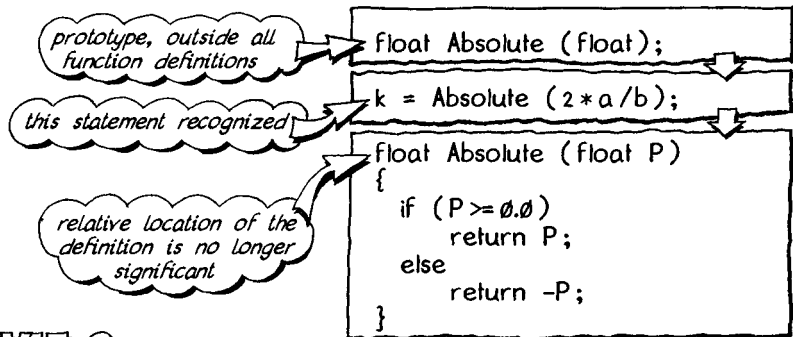 prototype, outside all
function definitions
float Absolute (float);
this statement recognized
k = Absolute (2*a/b);
relative location of the
definition is no longer
significant
float Absolute (float P)
{
if (P >= 0.0)
return P;
else
return -P;
}